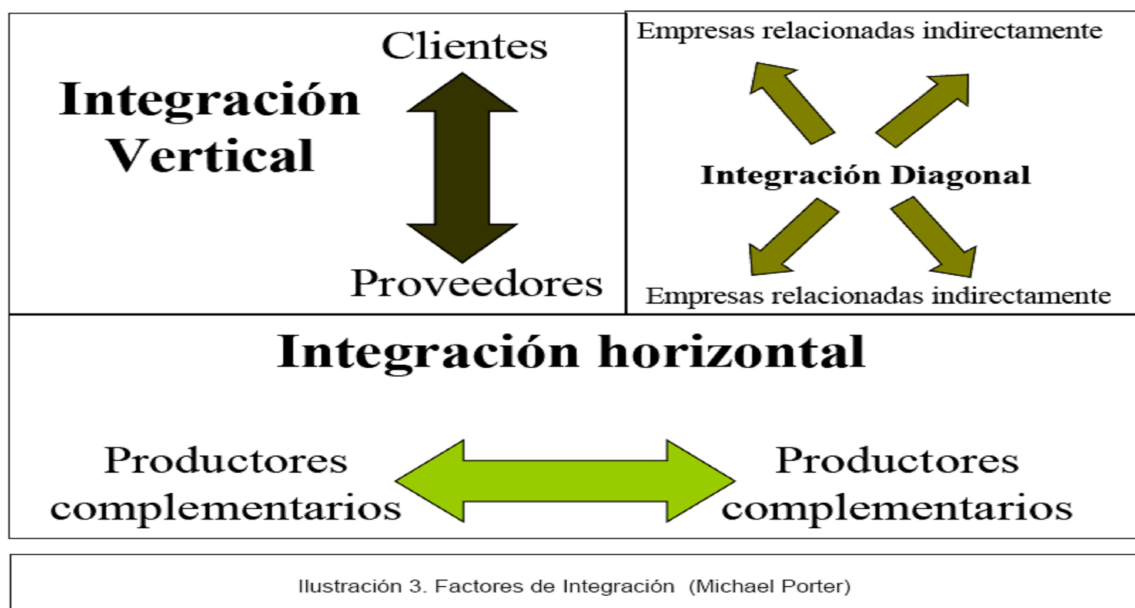 Integración
Vertical
Clientes
Proveedores
Empresas relacionadas indirectamente
Integración Diagonal
Empresas relacionadas indirectamente
Integración horizontal
Productores
complementarios
Productores
complementarios
Ilustración 3. Factores de Integración (Michael Porter)